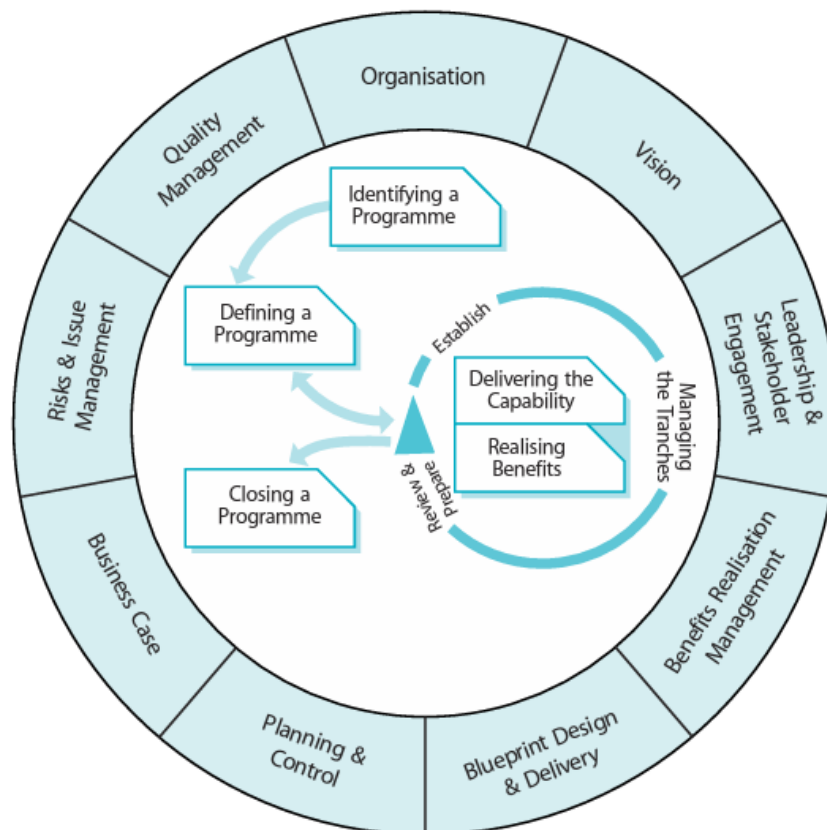 Organisation
Vision
Leadership &
Stakeholder
Engagement
Benefits Realisation
Management
Blueprint Design
& Delivery
Planning &
Control
Business Case
Risks & Issue
Management
Quality
Management
Identifying a
Programme
Defining a
Programme
Closing a
Programme
Establish
Managing
the Tranches
Review &
Prepare
Delivering the
Capability
Realising
Benefits